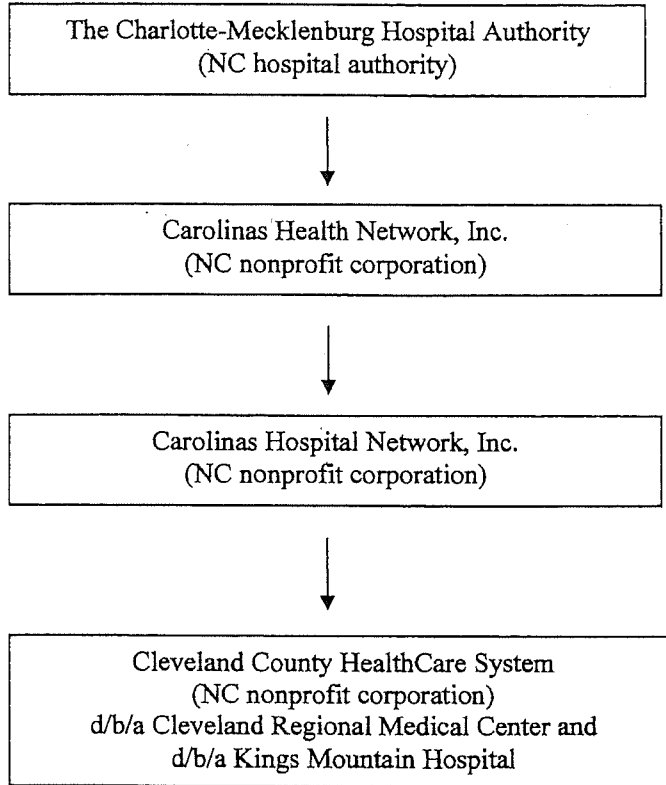 The Charlotte-Mecklenburg Hospital Authority
(NC hospital authority)
Carolinas Health Network, Inc.
(NC nonprofit corporation)
Carolinas Hospital Network, Inc.
(NC nonprofit corporation)
Cleveland County HealthCare System
(NC nonprofit corporation)
d/b/a Cleveland Regional Medical Center and
d/b/a Kings Mountain Hospital